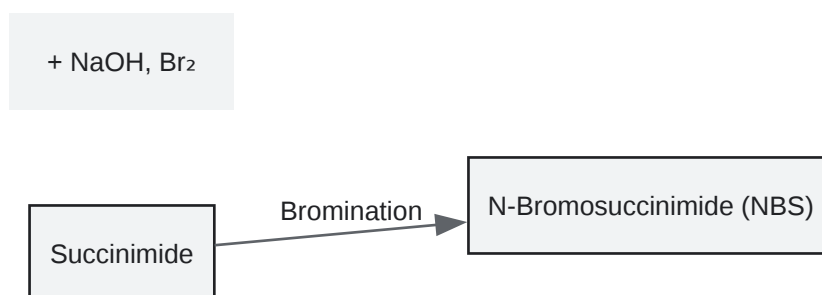 + NaOH, Br₂
Bromination
N-Bromosuccinimide (NBS)
Succinimide